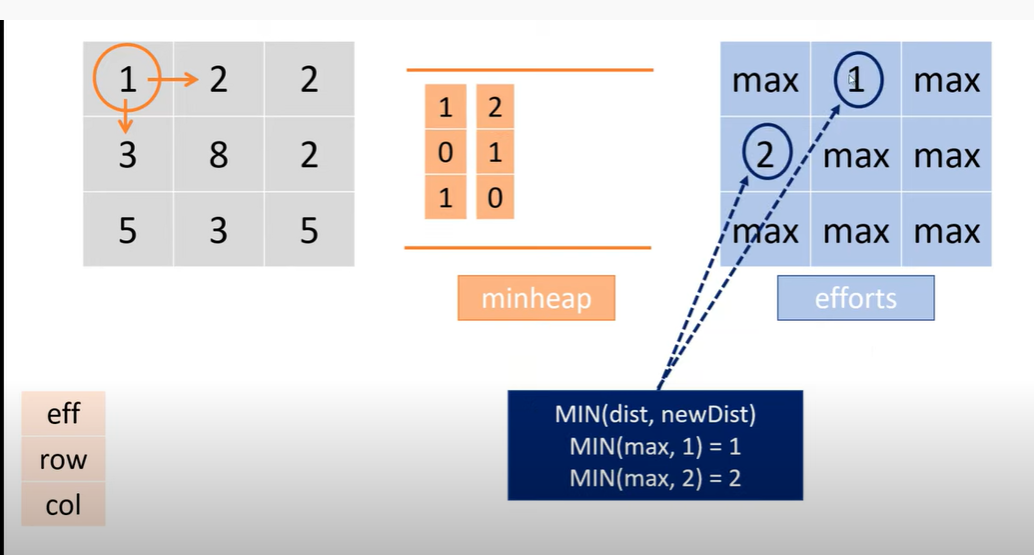 1 2 2
3 8 2
5 3 5
1 2
0 1
1 0
minheap
max 1 max
2 max max
max max max
efforts
eff
row
col
MIN(dist, newDist)
MIN(max, 1) = 1
MIN(max, 2) = 2